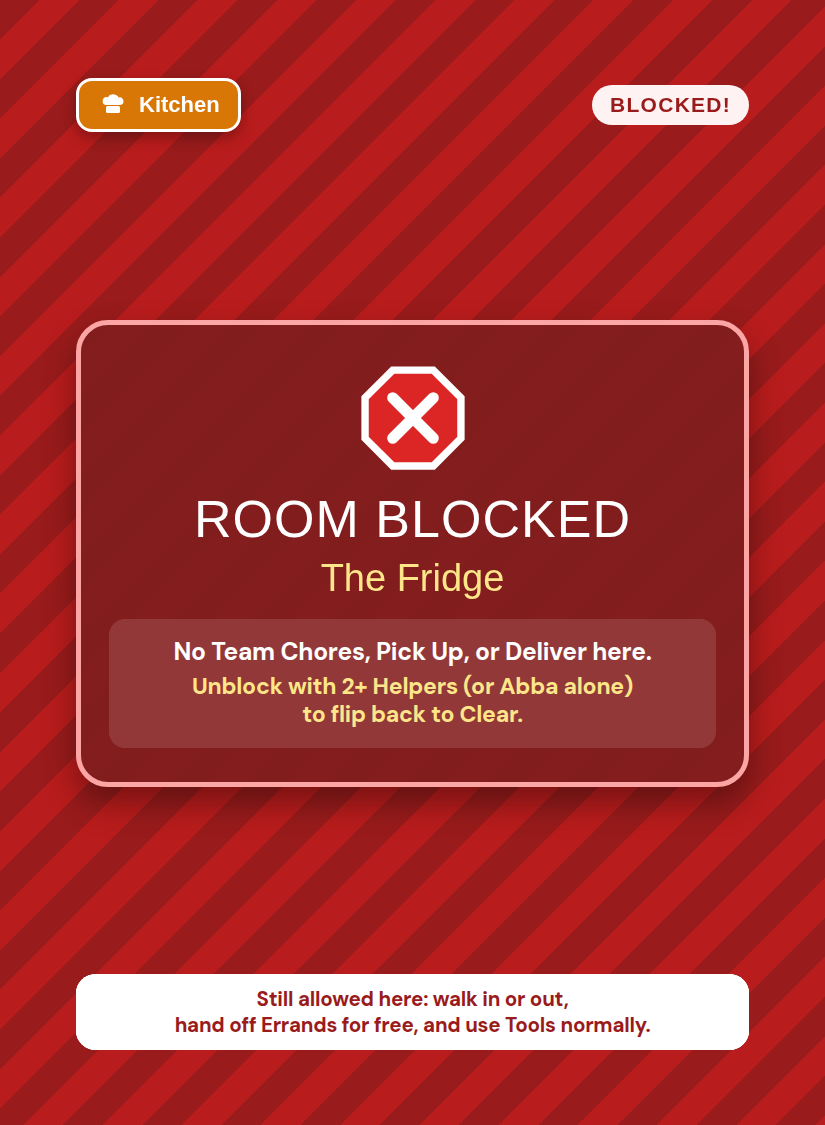 Kitchen
BLOCKED!
ROOM BLOCKED
The Fridge
No Team Chores, Pick Up, or Deliver here.
Unblock with 2+ Helpers (or Abba alone)
to flip back to Clear.
Still allowed here: walk in or out,
hand off Errands for free, and use Tools normally.